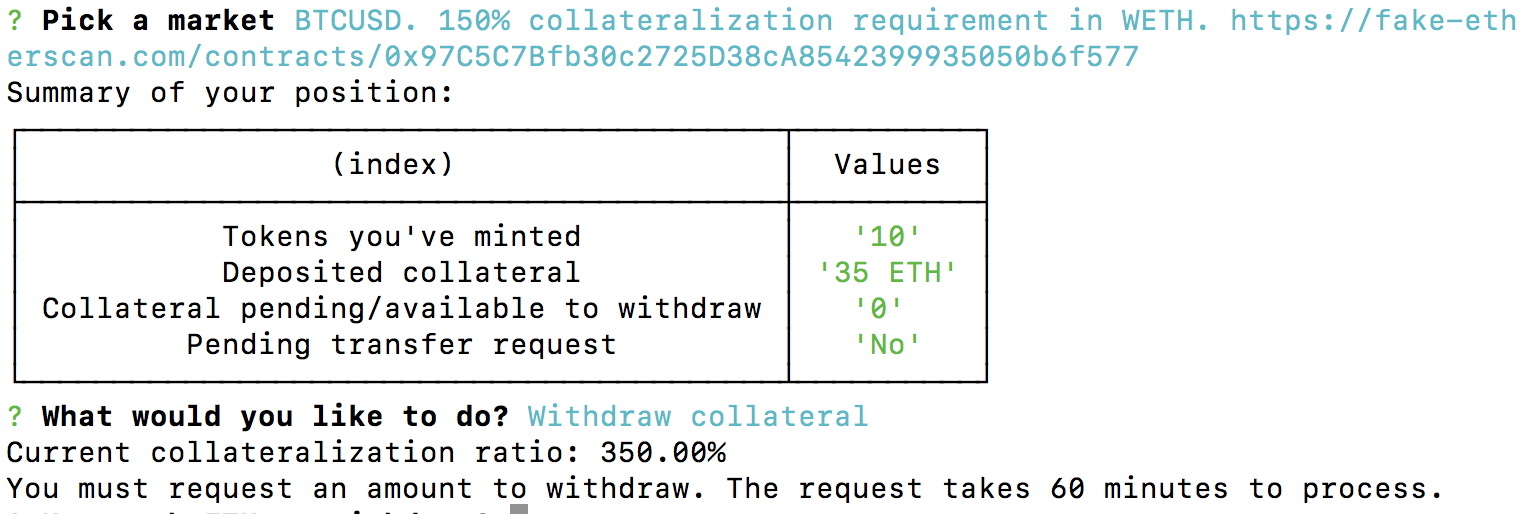 ? Pick a market BTCUSD. 150% collateralization requirement in WETH. https://fake-eth
erscan.com/contracts/0x97C5C7Bfb30c2725D38cA8542399935050b6f577
Summary of your position:
(index) Values
Tokens you've minted '10'
Deposited collateral '35 ETH'
Collateral pending/available to withdraw '0'
Pending transfer request 'No'
? What would you like to do? Withdraw collateral
Current collateralization ratio: 350.00%
You must request an amount to withdraw. The request takes 60 minutes to process.